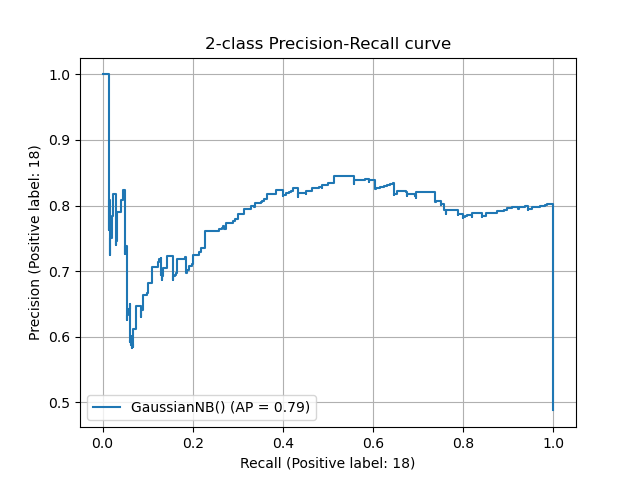 2-class Precision-Recall curve
1.0
0.9
0.8
0.7
0.6
0.5
Precision (Positive label: 18)
GaussianNB() (AP = 0.79)
0.0 0.2 0.4 0.6 0.8 1.0
Recall (Positive label: 18)